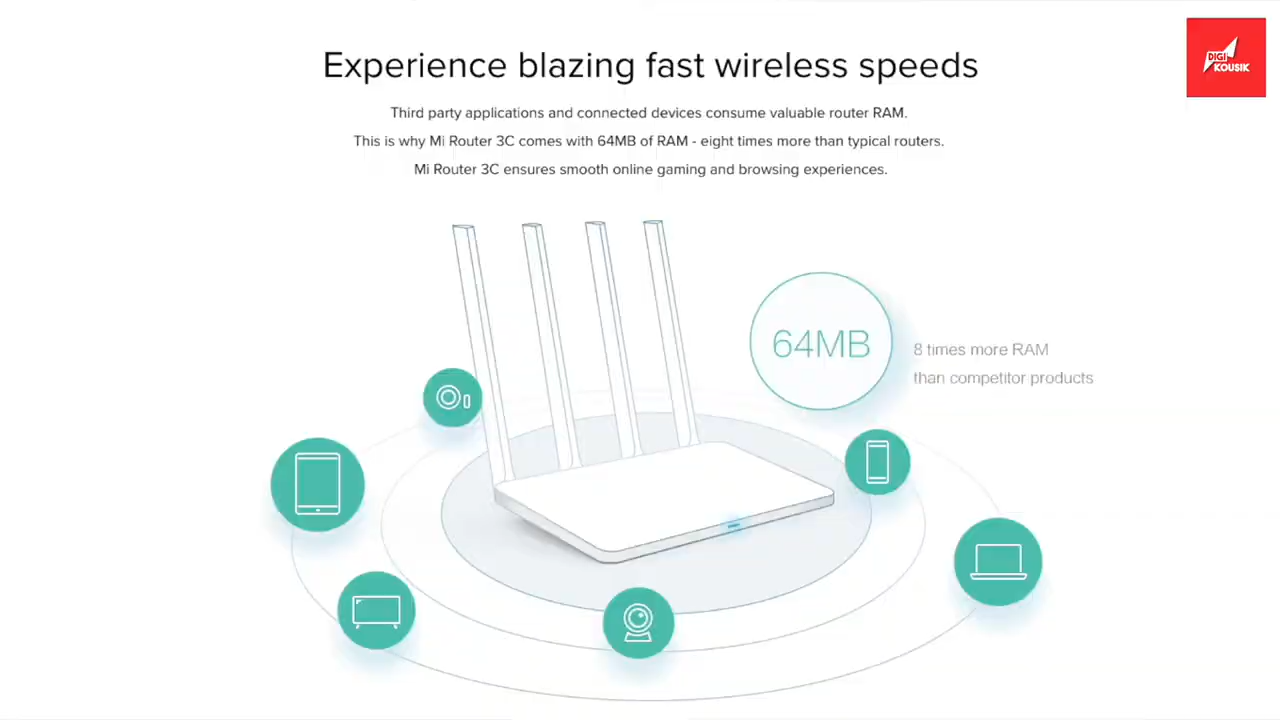 Experience blazing fast wireless speeds
DIGI
KOUSIK
Third party applications and connected devices consume valuable router RAM.
This is why Mi Router 3C comes with 64MB of RAM - eight times more than typical routers.
Mi Router 3C ensures smooth online gaming and browsing experiences.
64MB
8 times more RAM
than competitor products